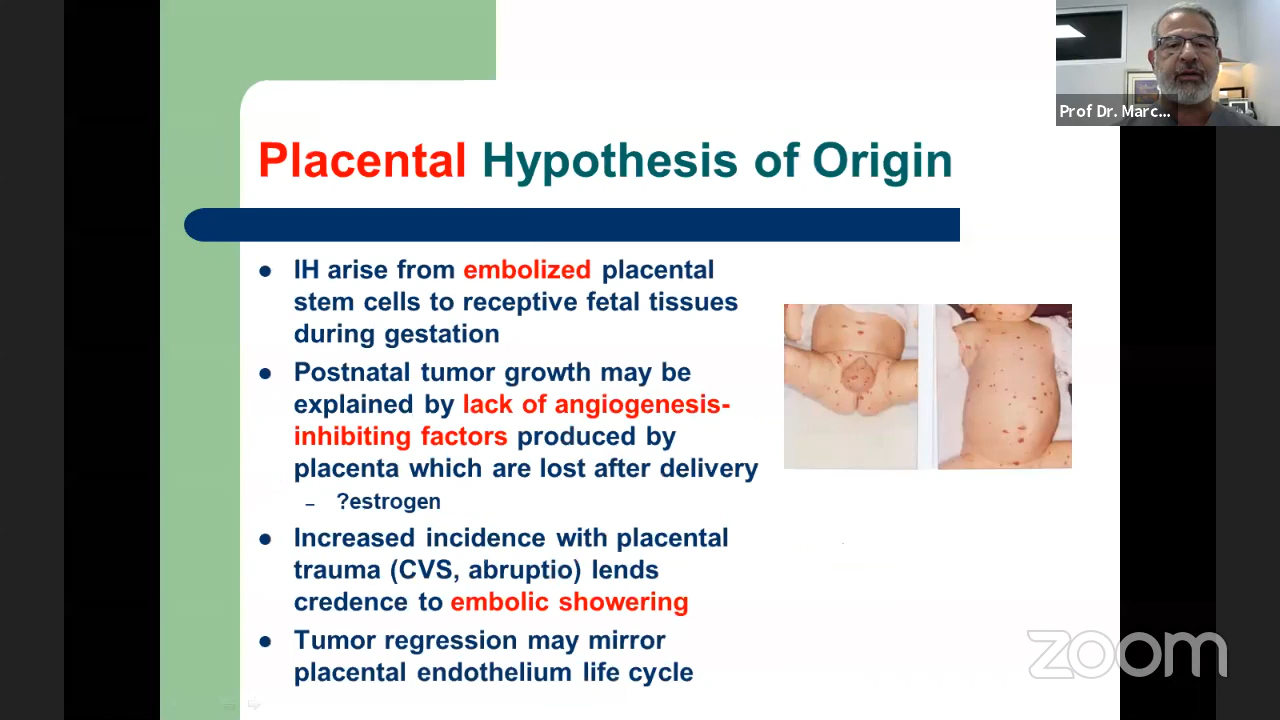 Prof Dr. Marc...
Placental Hypothesis of Origin
● IH arise from embolized placental
stem cells to receptive fetal tissues
during gestation
● Postnatal tumor growth may be
explained by lack of angiogenesis-
inhibiting factors produced by
placenta which are lost after delivery
– ?estrogen
● Increased incidence with placental
trauma (CVS, abruptio) lends
credence to embolic showering
● Tumor regression may mirror
placental endothelium life cycle
zoom